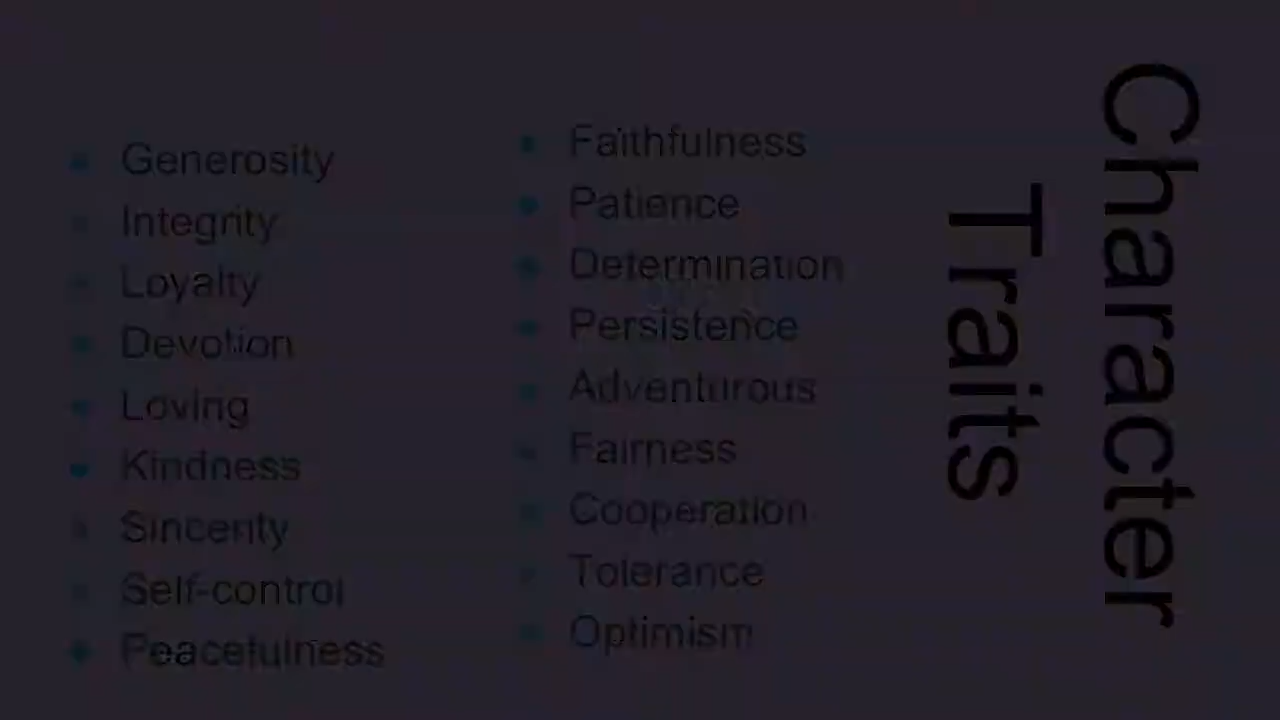 Character
Traits
Generosity
Integrity
Loyalty
Devotion
Loving
Kindness
Sincerity
Self-control
Peacefulness
Faithfulness
Patience
Determination
Persistence
Adventurous
Fairness
Cooperation
Tolerance
Optimism